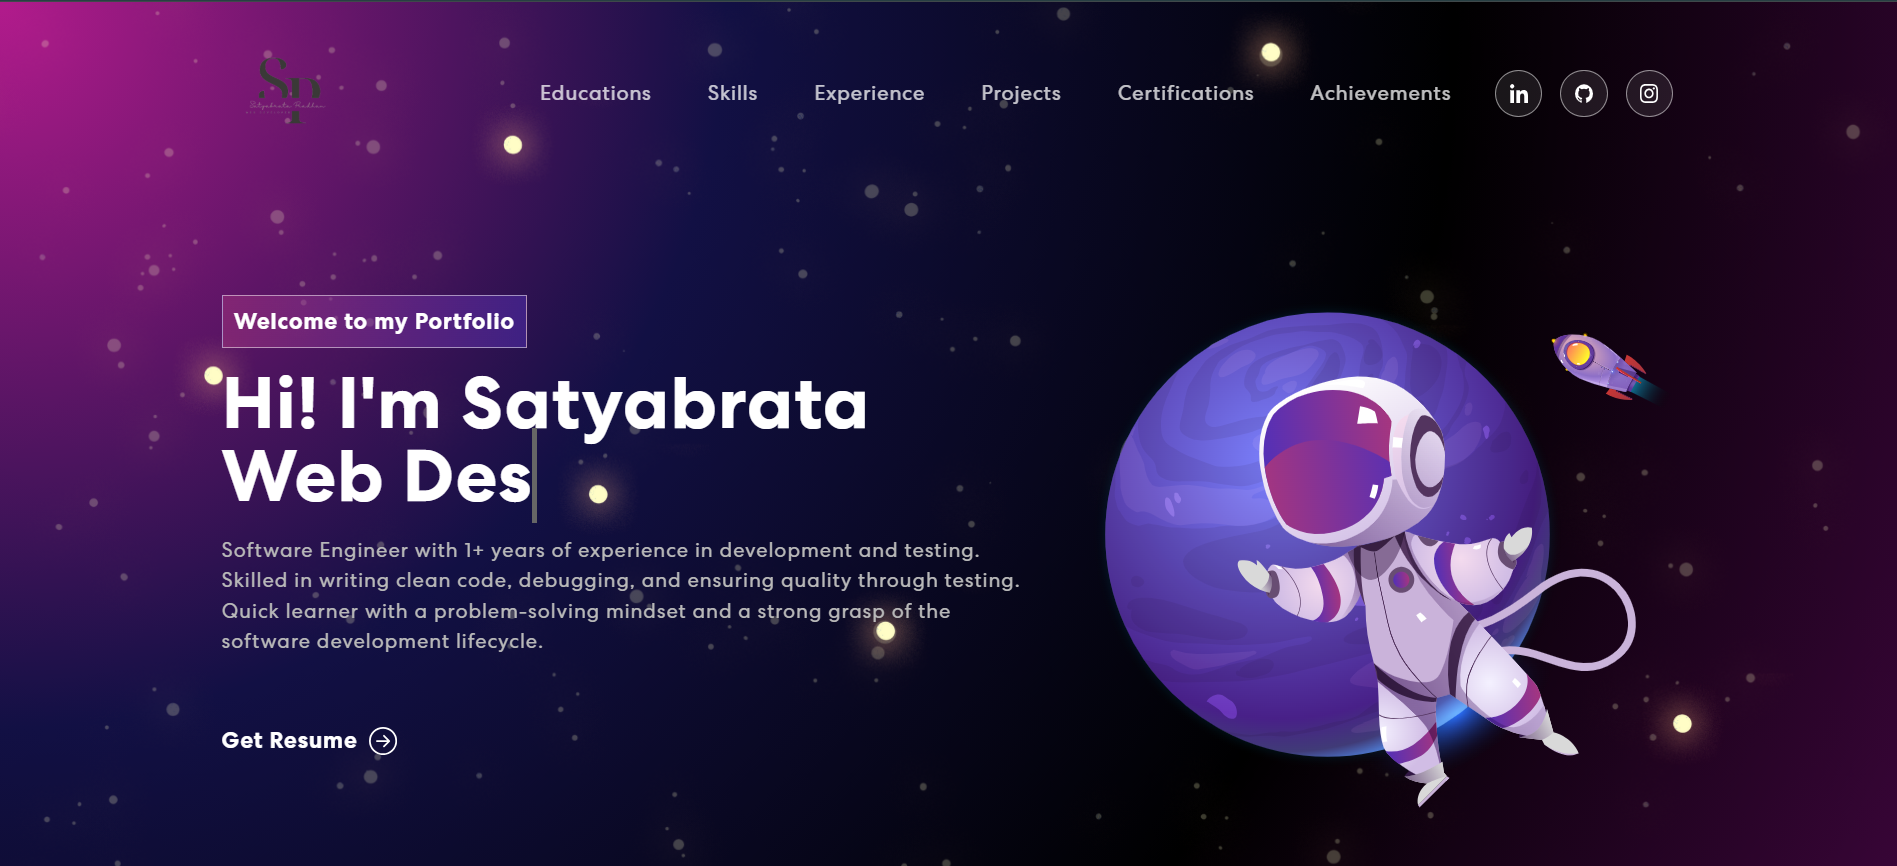 SP
Educations
Skills
Experience
Projects
Certifications
Achievements
in
Welcome to my Portfolio
Hi! I'm Satyabrata
Web Des
Software Engineer with 1+ years of experience in development and testing.
Skilled in writing clean code, debugging, and ensuring quality through testing.
Quick learner with a problem-solving mindset and a strong grasp of the
software development lifecycle.
Get Resume